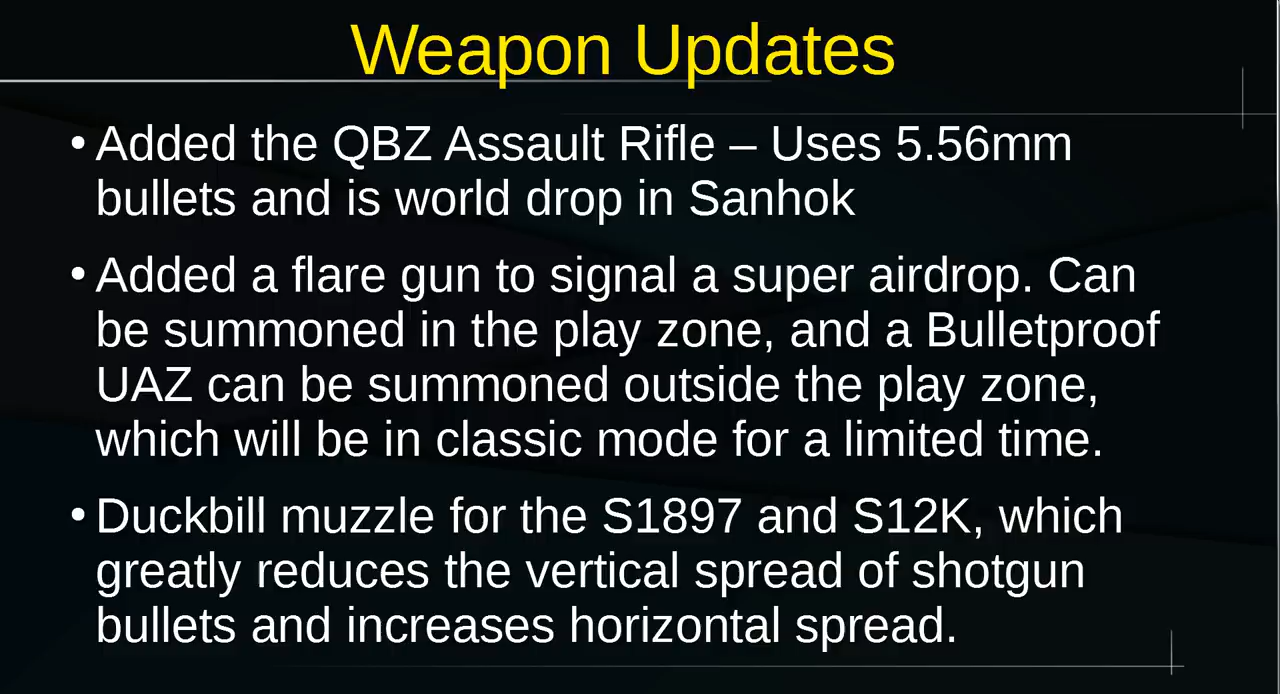 Weapon Updates
• Added the QBZ Assault Rifle – Uses 5.56mm
bullets and is world drop in Sanhok
• Added a flare gun to signal a super airdrop. Can
be summoned in the play zone, and a Bulletproof
UAZ can be summoned outside the play zone,
which will be in classic mode for a limited time.
• Duckbill muzzle for the S1897 and S12K, which
greatly reduces the vertical spread of shotgun
bullets and increases horizontal spread.